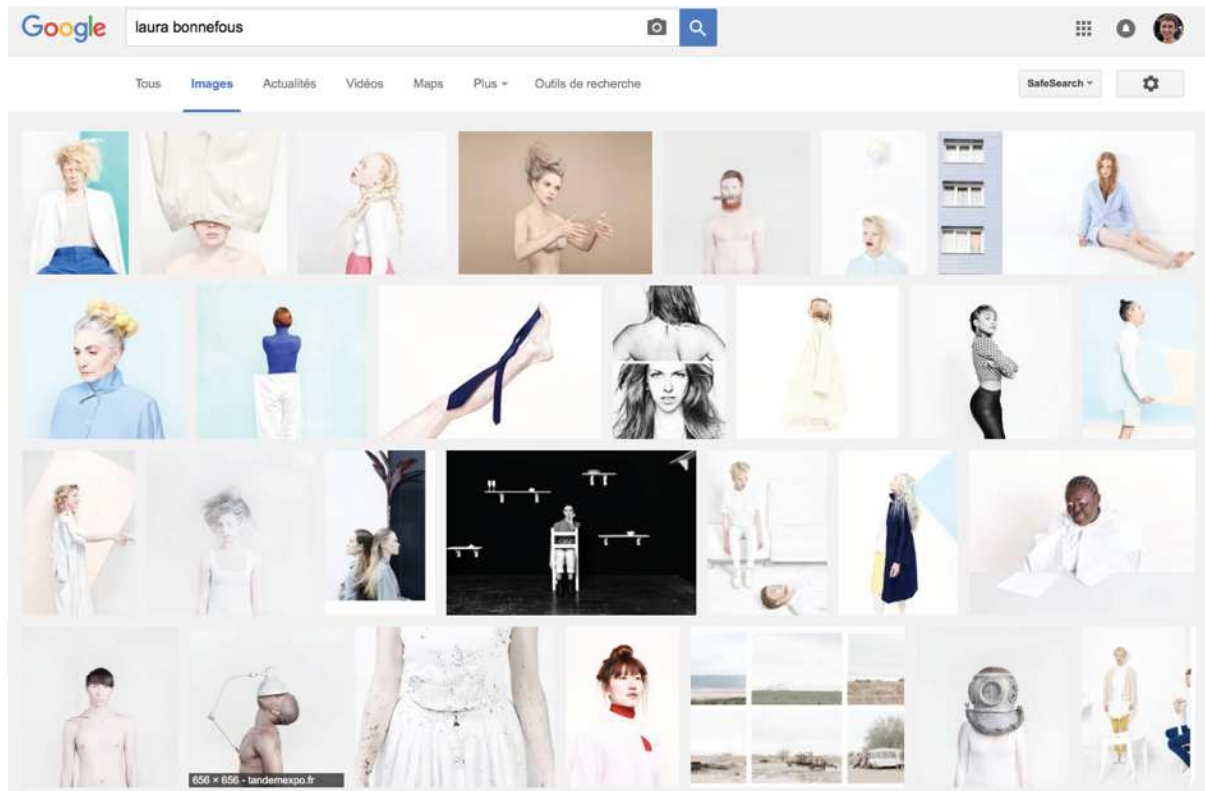 Google laura bonnefous
Tous Images Actualités Vidéos Maps Plus Outils de recherche SafeSearch
656 × 656 - tandemexpo.fr